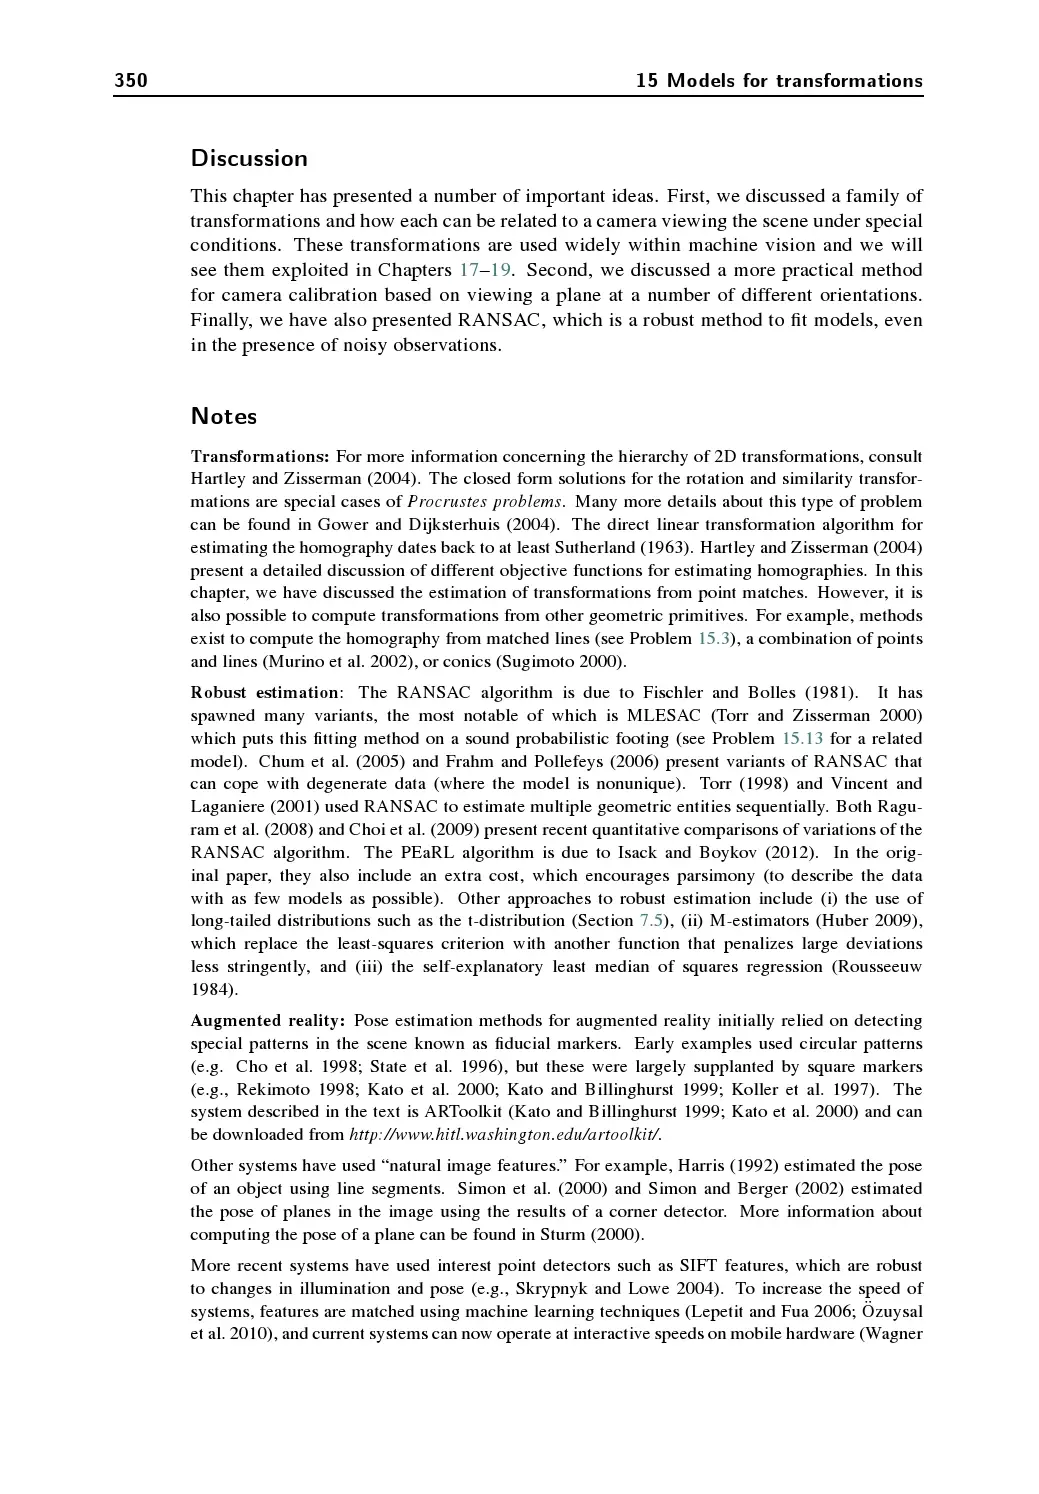 350
15 Models for transformations
Discussion
This chapter has presented a number of important ideas. First, we discussed a family of
transformations and how each can be related to a camera viewing the scene under special
conditions. These transformations are used widely within machine vision and we will
see them exploited in Chapters 17–19. Second, we discussed a more practical method
for camera calibration based on viewing a plane at a number of different orientations.
Finally, we have also presented RANSAC, which is a robust method to fit models, even
in the presence of noisy observations.
Notes
Transformations: For more information concerning the hierarchy of 2D transformations, consult
Hartley and Zisserman (2004). The closed form solutions for the rotation and similarity transfor-
mations are special cases of Procrustes problems. Many more details about this type of problem
can be found in Gower and Dijksterhuis (2004). The direct linear transformation algorithm for
estimating the homography dates back to at least Sutherland (1963). Hartley and Zisserman (2004)
present a detailed discussion of different objective functions for estimating homographies. In this
chapter, we have discussed the estimation of transformations from point matches. However, it is
also possible to compute transformations from other geometric primitives. For example, methods
exist to compute the homography from matched lines (see Problem 15.3), a combination of points
and lines (Murino et al. 2002), or conics (Sugimoto 2000).
Robust estimation: The RANSAC algorithm is due to Fischler and Bolles (1981). It has
spawned many variants, the most notable of which is MLESAC (Torr and Zisserman 2000)
which puts this fitting method on a sound probabilistic footing (see Problem 15.13 for a related
model). Chum et al. (2005) and Frahm and Pollefeys (2006) present variants of RANSAC that
can cope with degenerate data (where the model is nonunique). Torr (1998) and Vincent and
Laganiere (2001) used RANSAC to estimate multiple geometric entities sequentially. Both Ragu-
ram et al. (2008) and Choi et al. (2009) present recent quantitative comparisons of variations of the
RANSAC algorithm. The PEaRL algorithm is due to Isack and Boykov (2012). In the orig-
inal paper, they also include an extra cost, which encourages parsimony (to describe the data
with as few models as possible). Other approaches to robust estimation include (i) the use of
long-tailed distributions such as the t-distribution (Section 7.5), (ii) M-estimators (Huber 2009),
which replace the least-squares criterion with another function that penalizes large deviations
less stringently, and (iii) the self-explanatory least median of squares regression (Rousseeuw
1984).
Augmented reality: Pose estimation methods for augmented reality initially relied on detecting
special patterns in the scene known as fiducial markers. Early examples used circular patterns
(e.g. Cho et al. 1998; State et al. 1996), but these were largely supplanted by square markers
(e.g., Rekimoto 1998; Kato et al. 2000; Kato and Billinghurst 1999; Koller et al. 1997). The
system described in the text is ARToolkit (Kato and Billinghurst 1999; Kato et al. 2000) and can
be downloaded from http://www.hitl.washington.edu/artoolkit/.
Other systems have used “natural image features.” For example, Harris (1992) estimated the pose
of an object using line segments. Simon et al. (2000) and Simon and Berger (2002) estimated
the pose of planes in the image using the results of a corner detector. More information about
computing the pose of a plane can be found in Sturm (2000).
More recent systems have used interest point detectors such as SIFT features, which are robust
to changes in illumination and pose (e.g., Skrypnyk and Lowe 2004). To increase the speed of
systems, features are matched using machine learning techniques (Lepetit and Fua 2006; Özuysal
et al. 2010), and current systems can now operate at interactive speeds on mobile hardware (Wagner